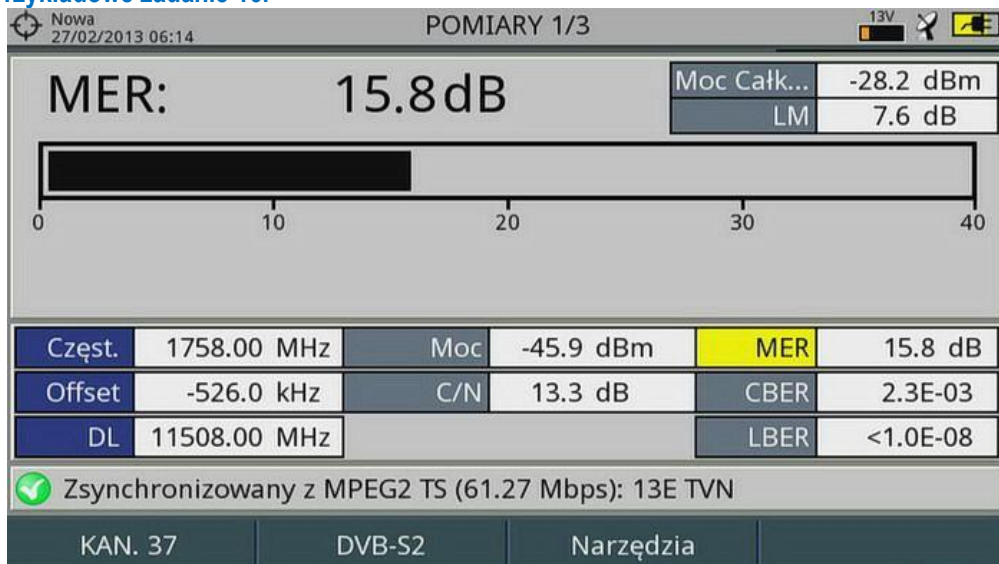 Nowa
27/02/2013 06:14
POMIARY 1/3
13V
MER: 15.8dB
Moc Całk... -28.2 dBm
LM 7.6 dB
0 10 20 30 40
Częst. 1758.00 MHz Moc -45.9 dBm MER 15.8 dB
Offset -526.0 kHz C/N 13.3 dB CBER 2.3E-03
DL 11508.00 MHz LBER <1.0E-08
Zsynchronizowany z MPEG2 TS (61.27 Mbps): 13E TVN
KAN. 37 DVB-S2 Narzędzia